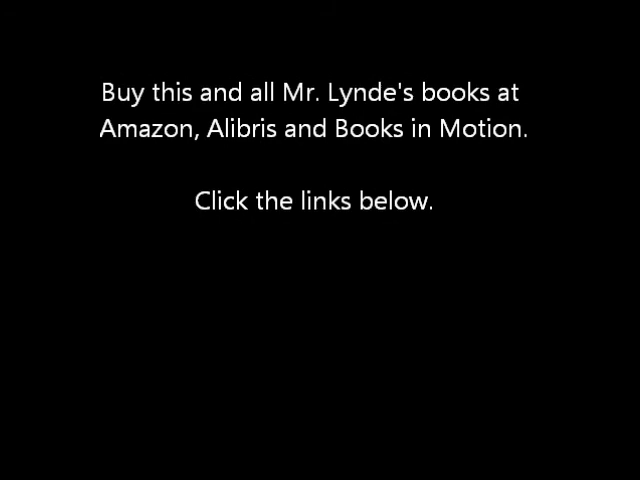 Buy this and all Mr. Lynde's books at
Amazon, Alibris and Books in Motion.
Click the links below.